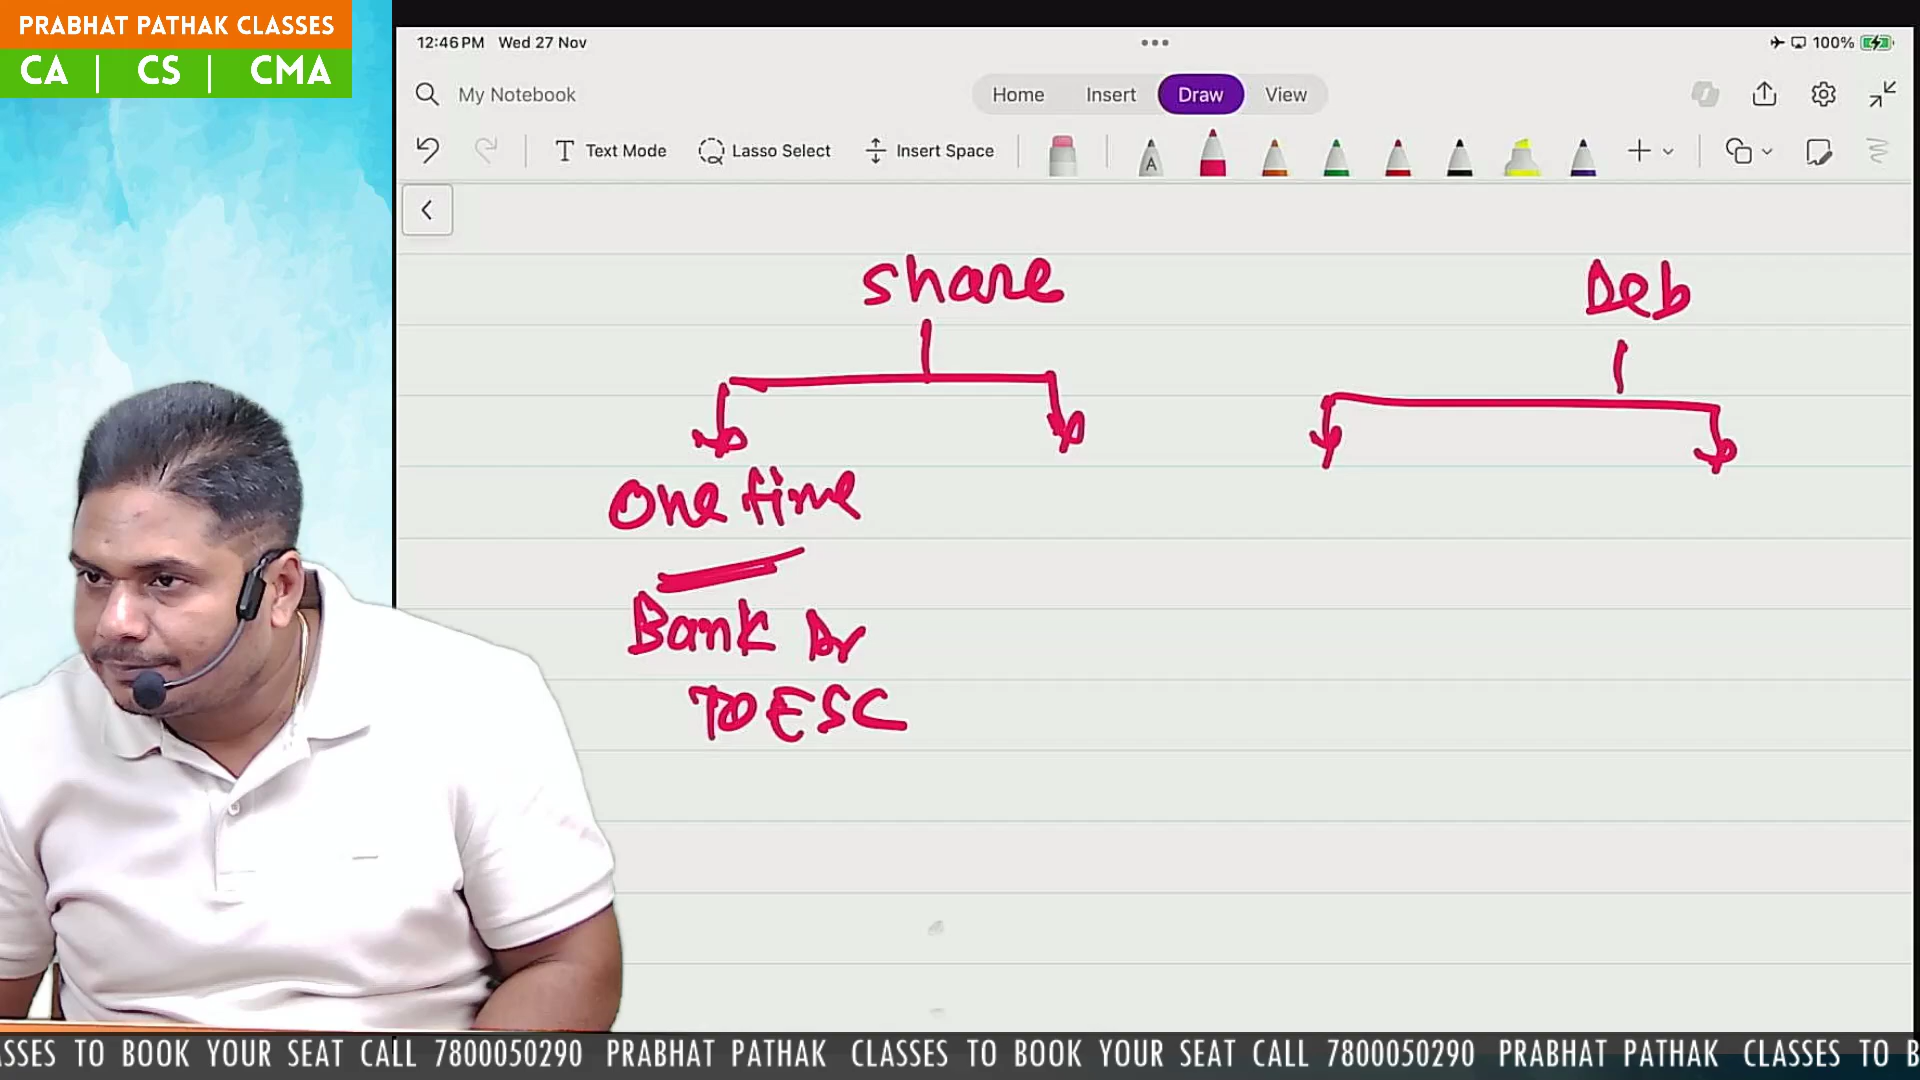 PRABHAT PATHAK CLASSES
CA | CS | CMA
12:46 PM Wed 27 Nov
100%
My Notebook
Home Insert Draw View
Text Mode Lasso Select Insert Space
A
Share
Deb
One time
Bank Dr
TO ESC
SSES TO BOOK YOUR SEAT CALL 7800050290 PRABHAT PATHAK CLASSES TO BOOK YOUR SEAT CALL 7800050290 PRABHAT PATHAK CLASSES TO B